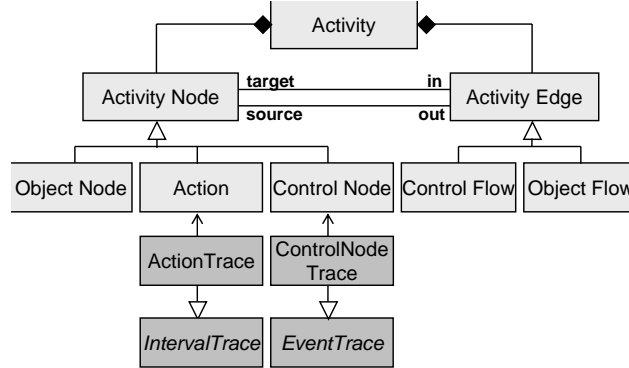 Activity
Activity Node
target
in
Activity Edge
source
out
Object Node
Action
Control Node
Control Flow
Object Flow
ActionTrace
ControlNode
Trace
IntervalTrace
EventTrace